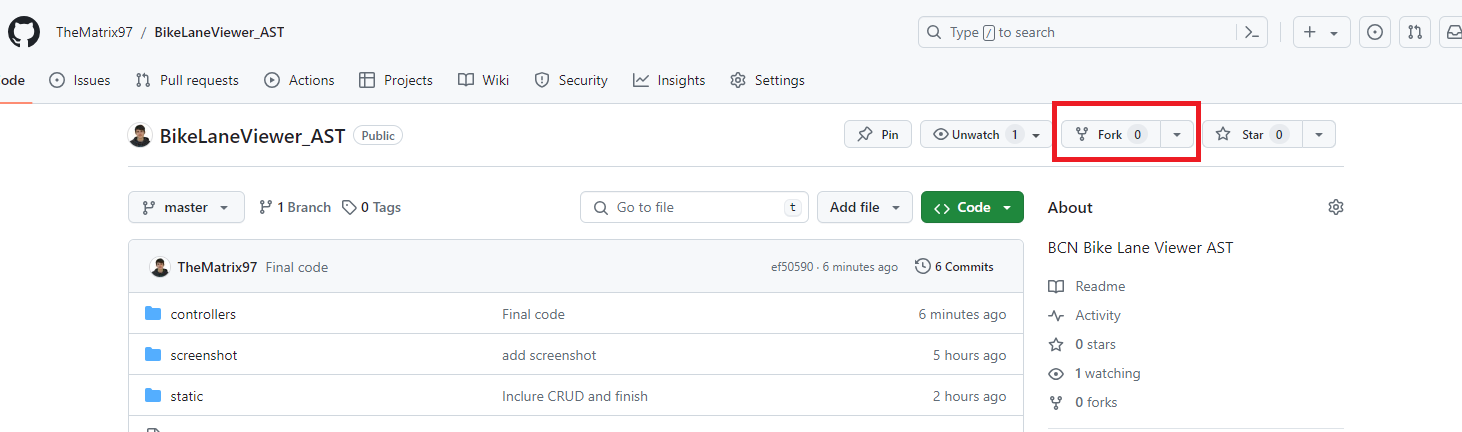 TheMatrix97 / BikeLaneViewer_AST
Type / to search
ode Issues Pull requests Actions Projects Wiki Security Insights Settings
BikeLaneViewer_AST Public
Pin Unwatch 1 Fork 0 Star 0
master 1 Branch 0 Tags Go to file t Add file Code
About
BCN Bike Lane Viewer AST
TheMatrix97 Final code ef50590 · 6 minutes ago 6 Commits
Readme
controllers Final code 6 minutes ago
Activity
0 stars
screenshot add screenshot 5 hours ago
1 watching
static Inclure CRUD and finish 2 hours ago
0 forks